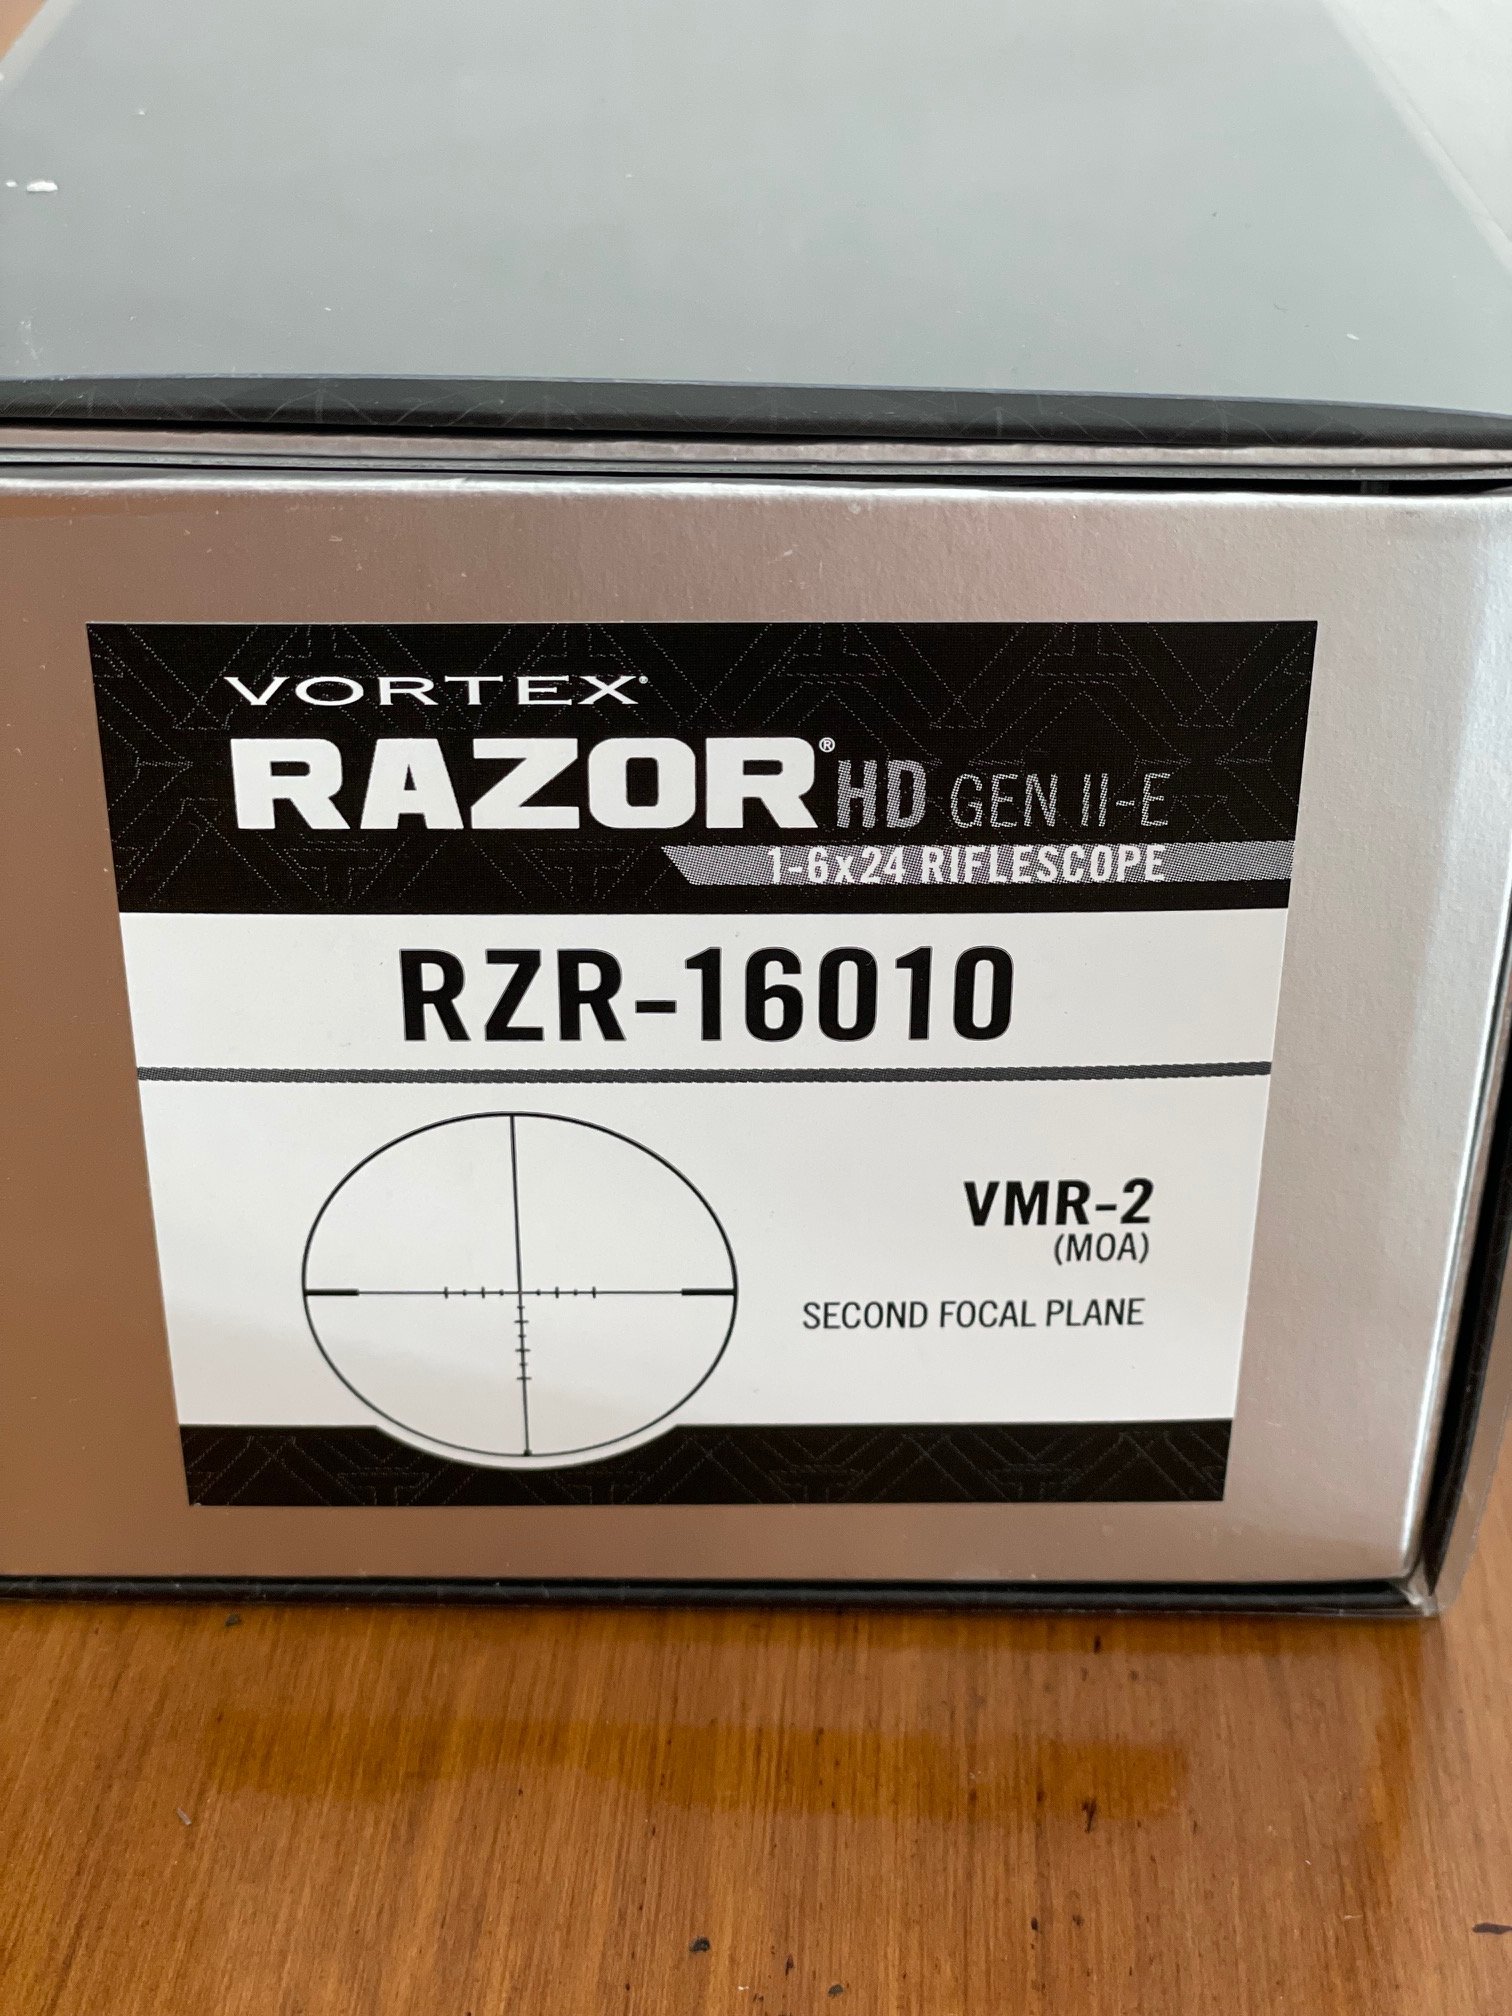 VORTEX®
RAZOR® HD GEN II-E
1-6x24 RIFLESCOPE
RZR-16010
VMR-2
(MOA)
SECOND FOCAL PLANE